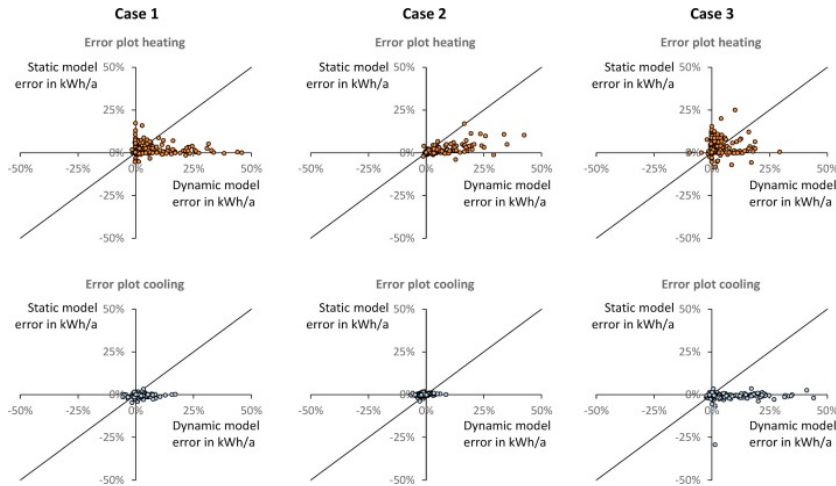 Case 1
Case 2
Case 3
Error plot heating
Error plot heating
Error plot heating
Static model
error in kWh/a
50%
25%
0%
-50%
-25%
0%
25%
50%
Dynamic model
error in kWh/a
-25%
-50%
Static model
error in kWh/a
50%
25%
0%
-50%
-25%
0%
25%
50%
Dynamic model
error in kWh/a
-25%
-50%
Static model
error in kWh/a
50%
25%
0%
-50%
-25%
0%
25%
50%
Dynamic model
error in kWh/a
-25%
-50%
Error plot cooling
Error plot cooling
Error plot cooling
Static model
error in kWh/a
50%
25%
0%
-50%
-25%
0%
25%
50%
Dynamic model
error in kWh/a
-25%
-50%
Static model
error in kWh/a
50%
25%
0%
-50%
-25%
0%
25%
50%
Dynamic model
error in kWh/a
-25%
-50%
Static model
error in kWh/a
50%
25%
0%
-50%
-25%
0%
25%
50%
Dynamic model
error in kWh/a
-25%
-50%